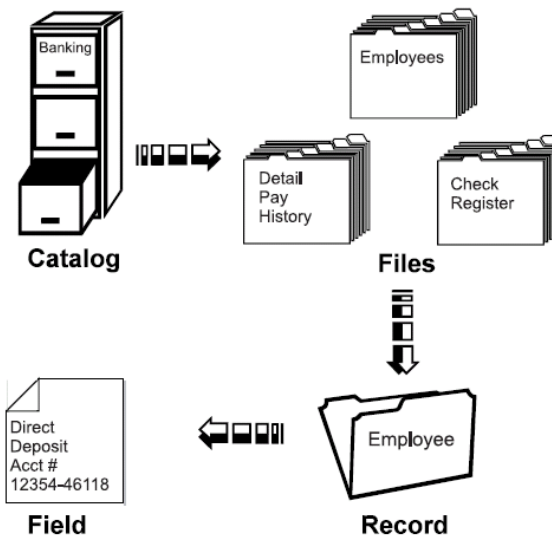 Banking
Catalog
Employees
Detail
Pay
History
Check
Register
Files
Employee
Record
Direct
Deposit
Acct #
12354-46118
Field